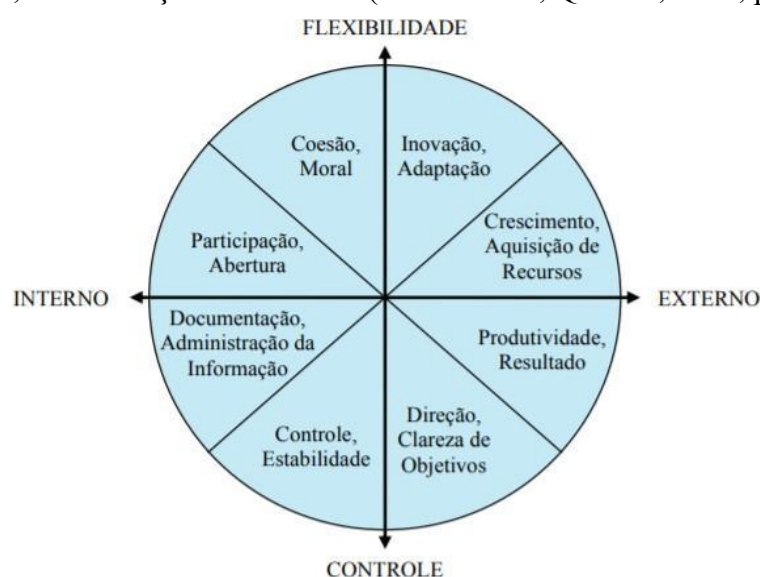 FLEXIBILIDADE
Coesão,
Moral
Inovação,
Adaptação
Participação,
Abertura
Crescimento,
Aquisição de
Recursos
INTERNO
EXTERNO
Documentação,
Administração da
Informação
Produtividade,
Resultado
Controle,
Estabilidade
Direção,
Clareza de
Objetivos
CONTROLE